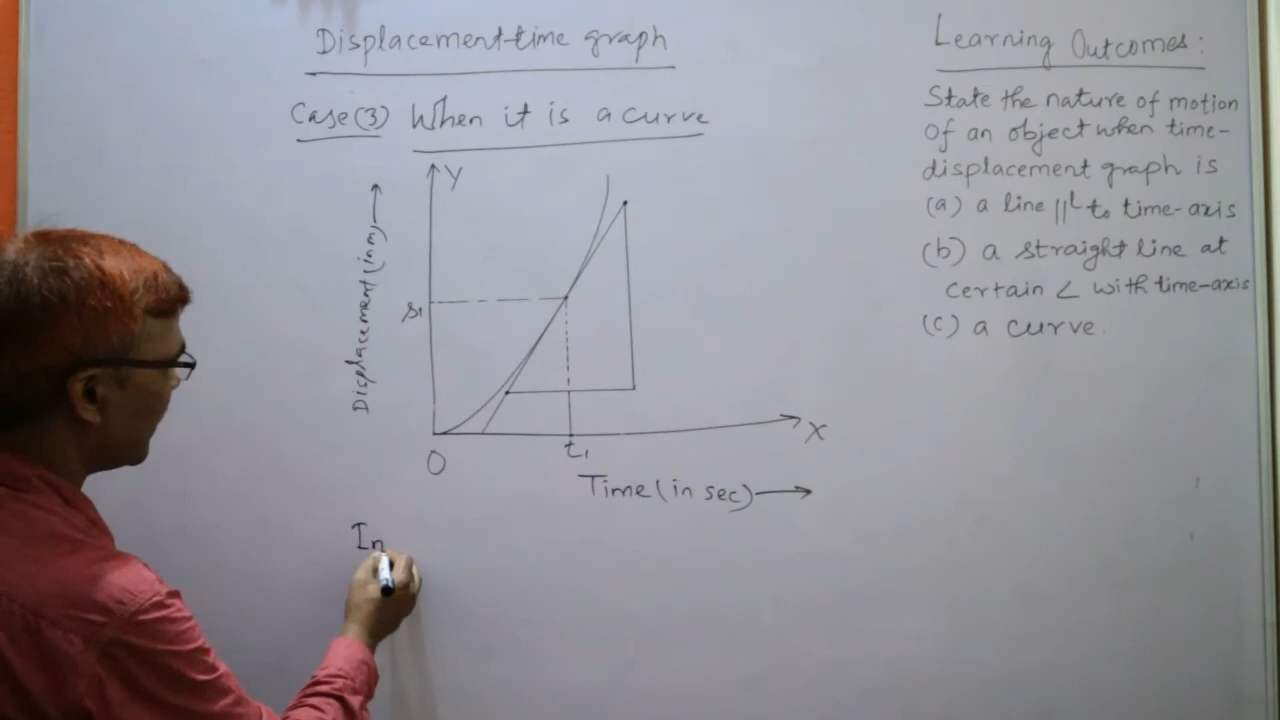 Displacement-time graph
Case(3) When it is a curve
Y
Displacement (in m)
s₁
O
t₁
X
Time (in sec)
In
Learning Outcomes:
State the nature of motion
of an object when time-
displacement graph is
(a) a line ||ˡ to time-axis
(b) a straight line at
certain ∠ with time-axis
(c) a curve.